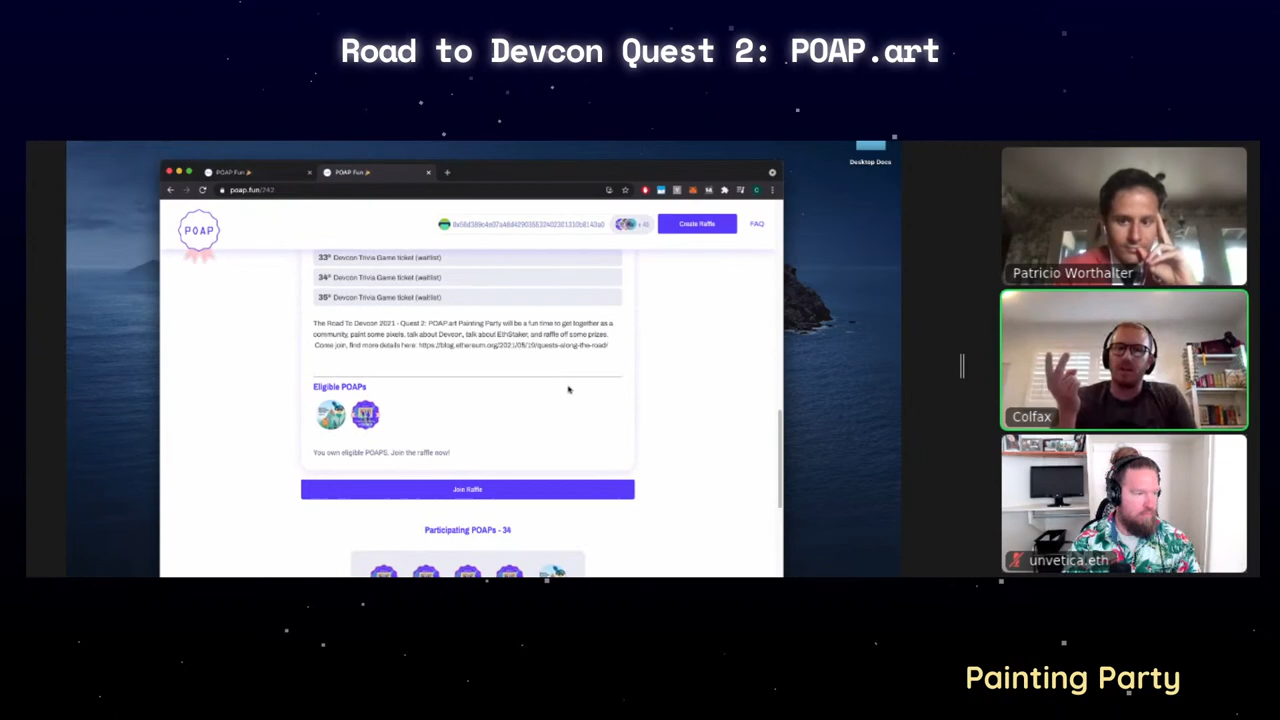 Road to Devcon Quest 2: POAP.art
Desktop Docs
POAP Fun
POAP Fun
poap.fun/242
POAP
Create Raffle
FAQ
33º Devcon Trivia Game ticket (waitlist)
34º Devcon Trivia Game ticket (waitlist)
35º Devcon Trivia Game ticket (waitlist)
The Road To Devcon 2021 - Quest 2: POAP.art Painting Party will be a fun time to get together as a
community, paint some pixels, talk about Devcon, talk about EthStaker, and raffle off some prizes.
Come join, find more details here: https://blog.ethereum.org/2021/05/19/quests-along-the-road/
Eligible POAPs
You own eligible POAPS. Join the raffle now!
Join Raffle
Participating POAPs - 34
Patricio Worthalter
Colfax
unvetica.eth
Painting Party